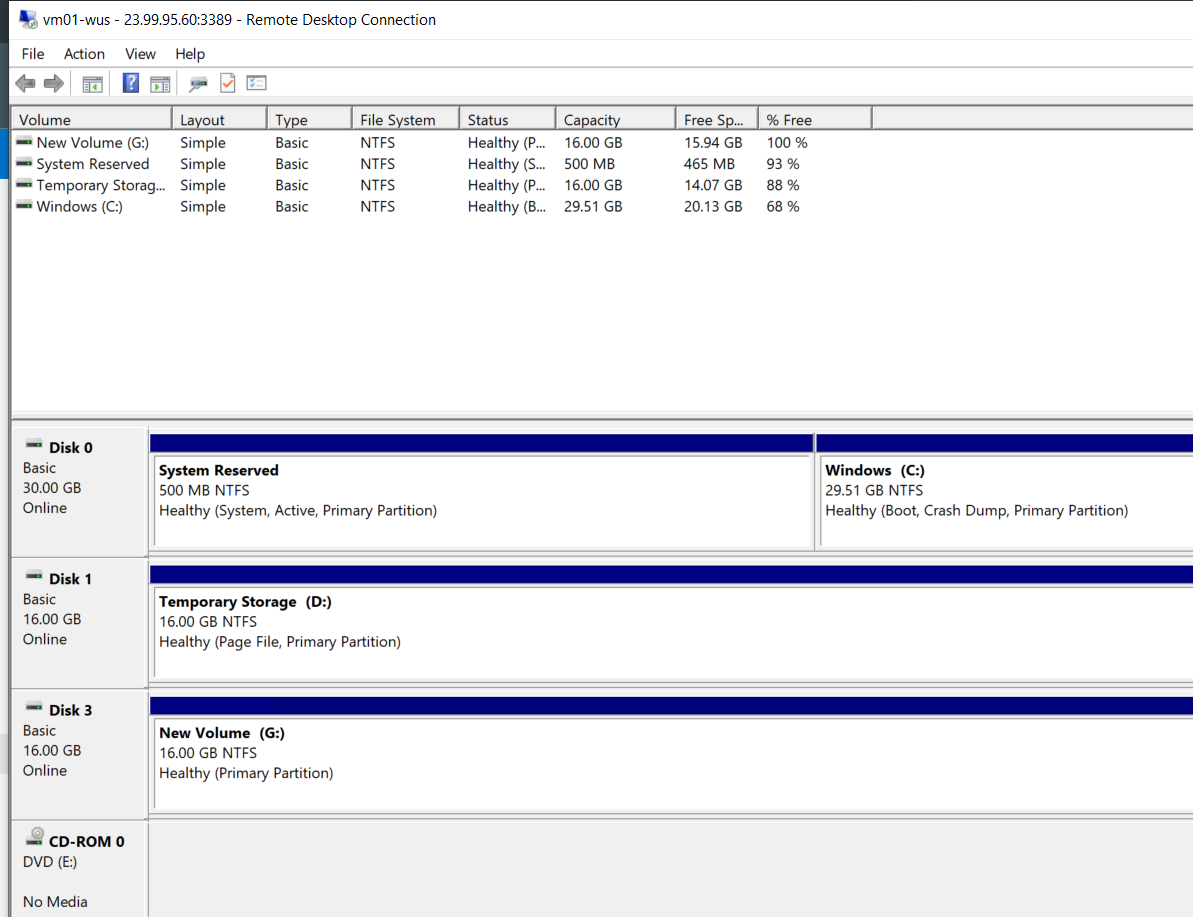 vm01-wus - 23.99.95.60:3389 - Remote Desktop Connection
File Action View Help
Volume Layout Type File System Status Capacity Free Sp... % Free
New Volume (G:) Simple Basic NTFS Healthy (P... 16.00 GB 15.94 GB 100 %
System Reserved Simple Basic NTFS Healthy (S... 500 MB 465 MB 93 %
Temporary Storag... Simple Basic NTFS Healthy (P... 16.00 GB 14.07 GB 88 %
Windows (C:) Simple Basic NTFS Healthy (B... 29.51 GB 20.13 GB 68 %
Disk 0
Basic
30.00 GB
Online
System Reserved
500 MB NTFS
Healthy (System, Active, Primary Partition)
Windows (C:)
29.51 GB NTFS
Healthy (Boot, Crash Dump, Primary Partition)
Disk 1
Basic
16.00 GB
Online
Temporary Storage (D:)
16.00 GB NTFS
Healthy (Page File, Primary Partition)
Disk 3
Basic
16.00 GB
Online
New Volume (G:)
16.00 GB NTFS
Healthy (Primary Partition)
CD-ROM 0
DVD (E:)
No Media